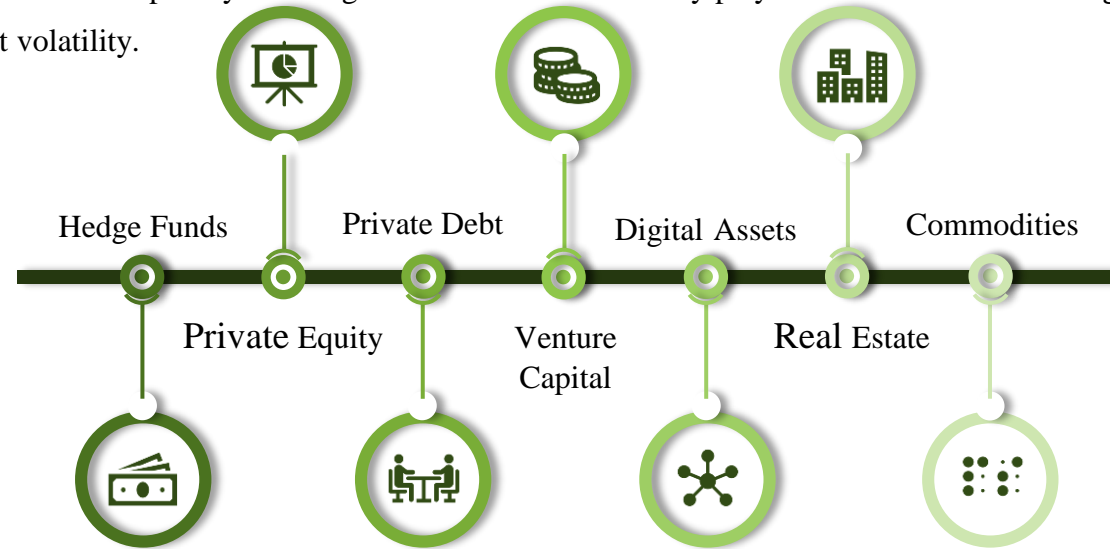 t volatility.
Hedge Funds
Private Debt
Digital Assets
Commodities
Private Equity
Venture
Capital
Real Estate